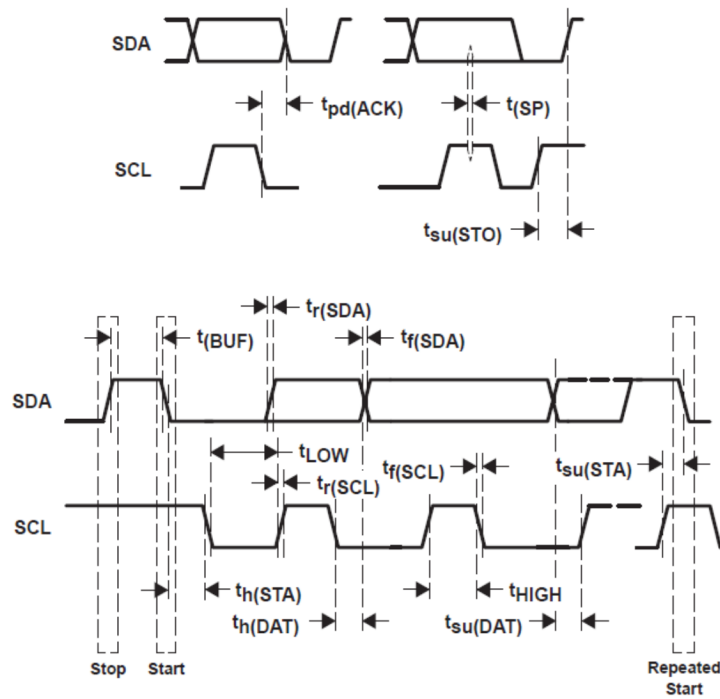 SDA
tpd(ACK)
t(SP)
SCL
tsu(STO)
tr(SDA)
t(BUF)
tf(SDA)
SDA
tLOW
tf(SCL)
tsu(STA)
tr(SCL)
SCL
th(STA)
tHIGH
th(DAT)
tsu(DAT)
Stop
Start
Repeated
Start